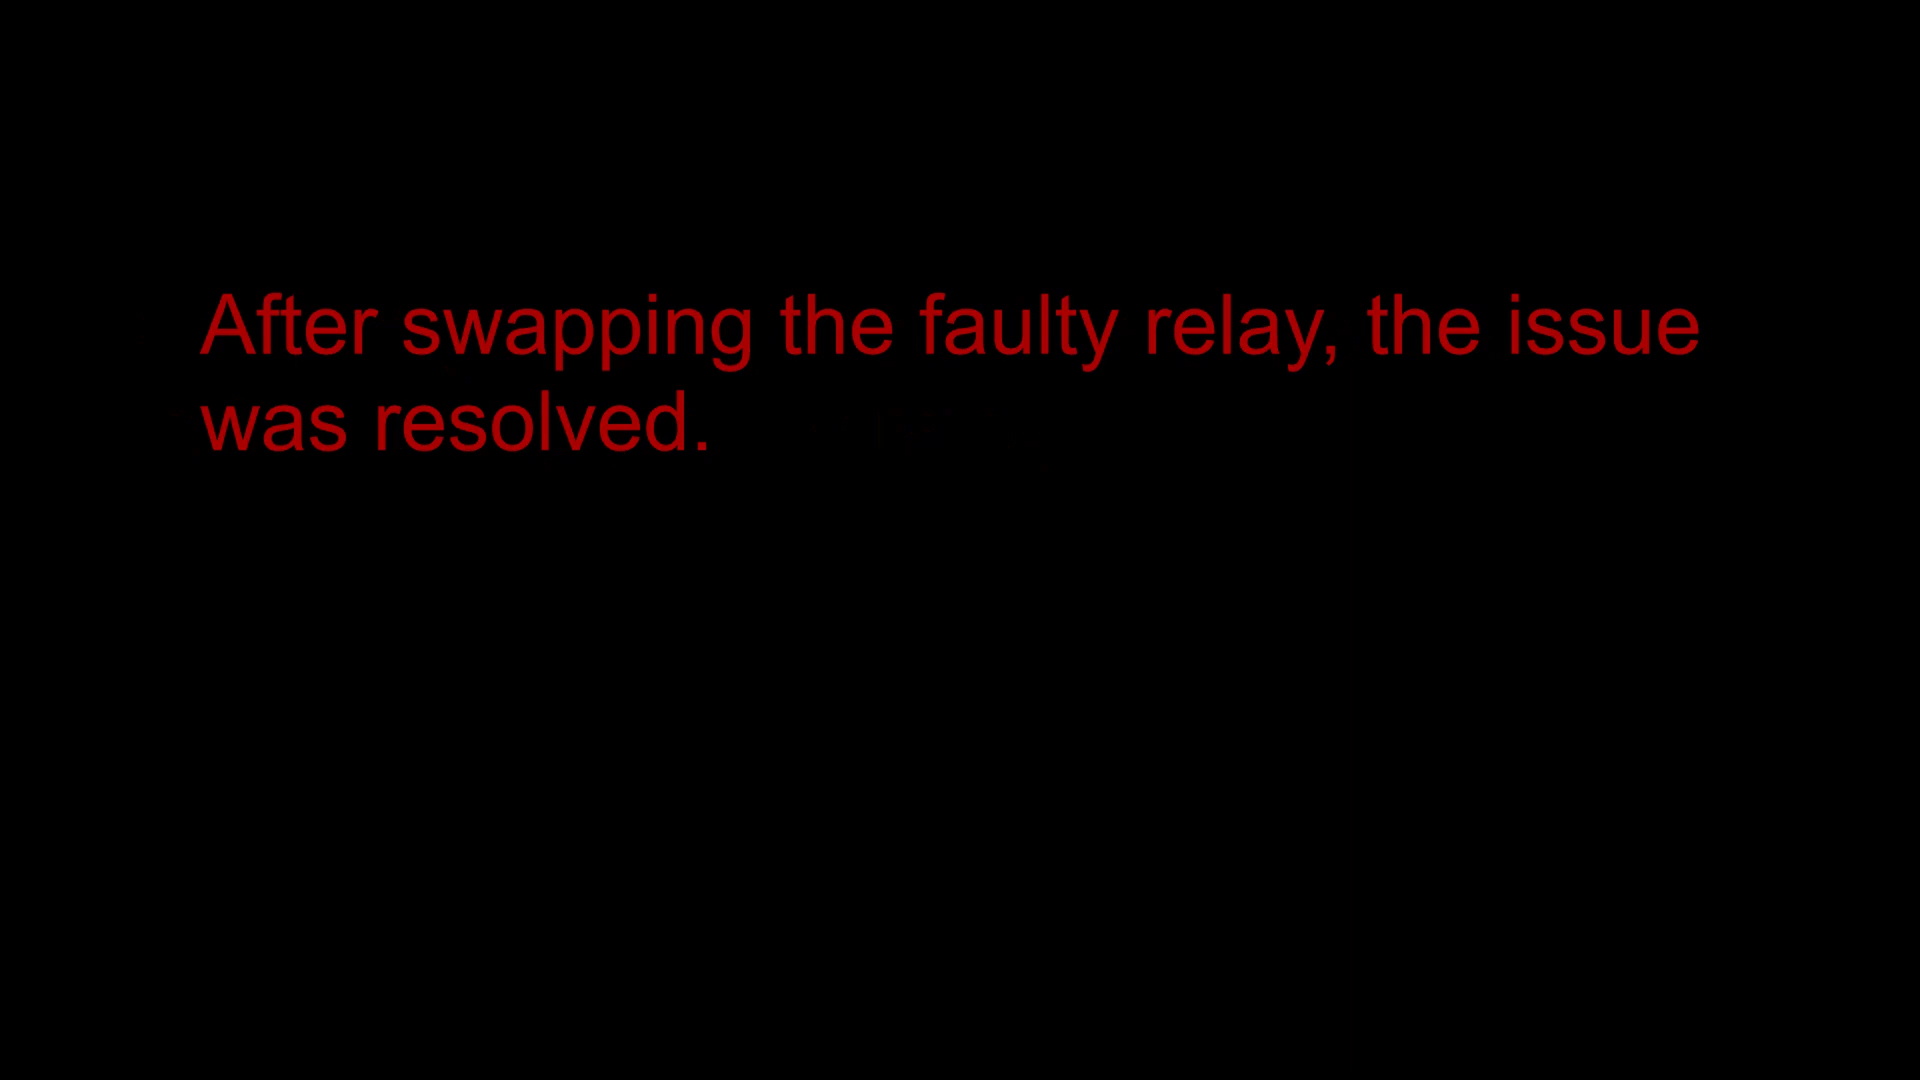 After swapping the faulty relay, the issue
was resolved.